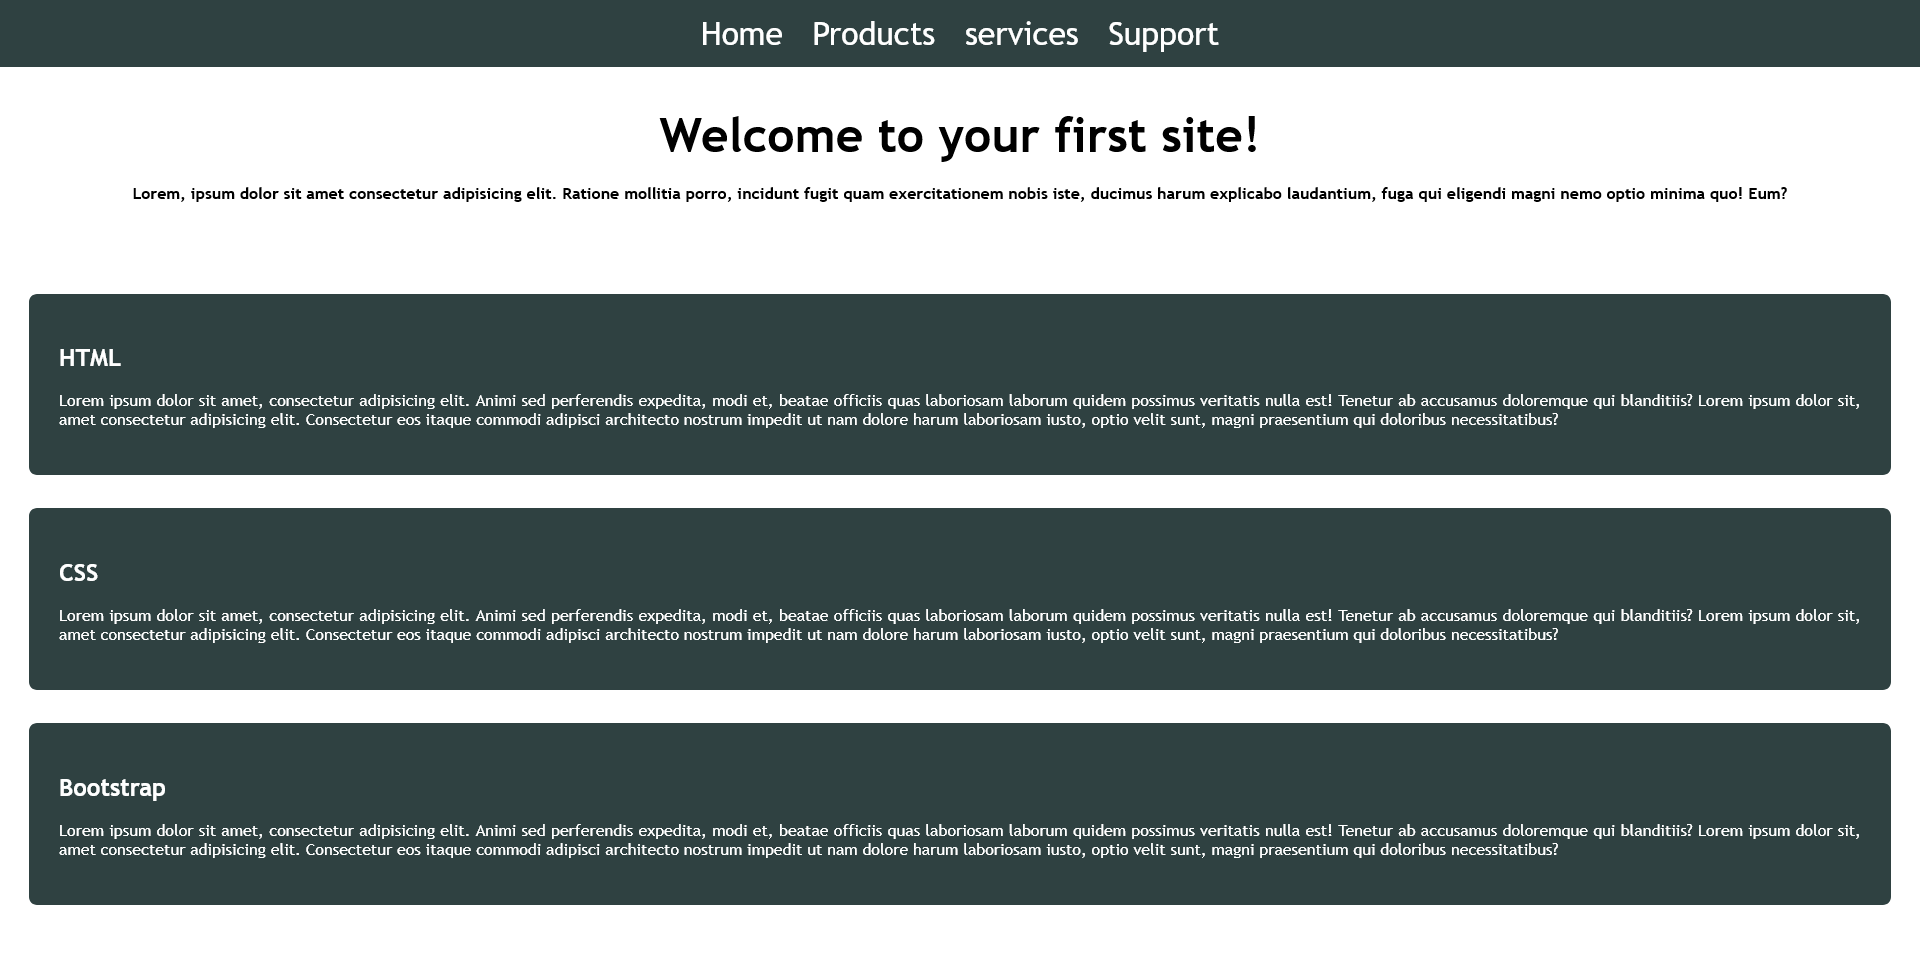 Home Products services Support
Welcome to your first site!
Lorem, ipsum dolor sit amet consectetur adipisicing elit. Ratione mollitia porro, incidunt fugit quam exercitationem nobis iste, ducimus harum explicabo laudantium, fuga qui eligendi magni nemo optio minima quo! Eum?
HTML
Lorem ipsum dolor sit amet, consectetur adipisicing elit. Animi sed perferendis expedita, modi et, beatae officiis quas laboriosam laborum quidem possimus veritatis nulla est! Tenetur ab accusamus doloremque qui blanditiis? Lorem ipsum dolor sit,
amet consectetur adipisicing elit. Consectetur eos itaque commodi adipisci architecto nostrum impedit ut nam dolore harum laboriosam iusto, optio velit sunt, magni praesentium qui doloribus necessitatibus?
CSS
Lorem ipsum dolor sit amet, consectetur adipisicing elit. Animi sed perferendis expedita, modi et, beatae officiis quas laboriosam laborum quidem possimus veritatis nulla est! Tenetur ab accusamus doloremque qui blanditiis? Lorem ipsum dolor sit,
amet consectetur adipisicing elit. Consectetur eos itaque commodi adipisci architecto nostrum impedit ut nam dolore harum laboriosam iusto, optio velit sunt, magni praesentium qui doloribus necessitatibus?
Bootstrap
Lorem ipsum dolor sit amet, consectetur adipisicing elit. Animi sed perferendis expedita, modi et, beatae officiis quas laboriosam laborum quidem possimus veritatis nulla est! Tenetur ab accusamus doloremque qui blanditiis? Lorem ipsum dolor sit,
amet consectetur adipisicing elit. Consectetur eos itaque commodi adipisci architecto nostrum impedit ut nam dolore harum laboriosam iusto, optio velit sunt, magni praesentium qui doloribus necessitatibus?